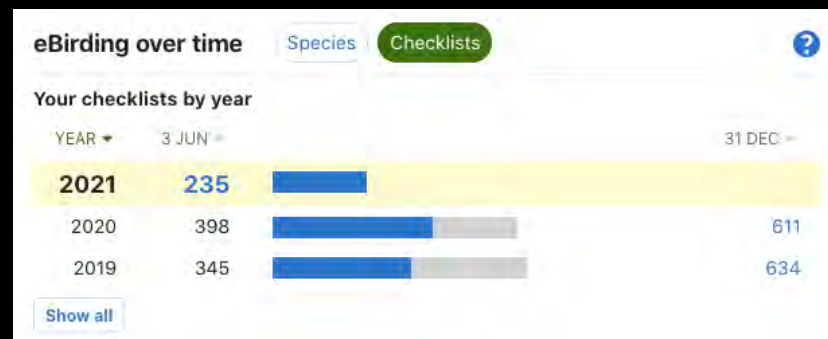 eBirding over time Species Checklists ?
Your checklists by year
YEAR 3 JUN 31 DEC
2021 235
2020 398 611
2019 345 634
Show all